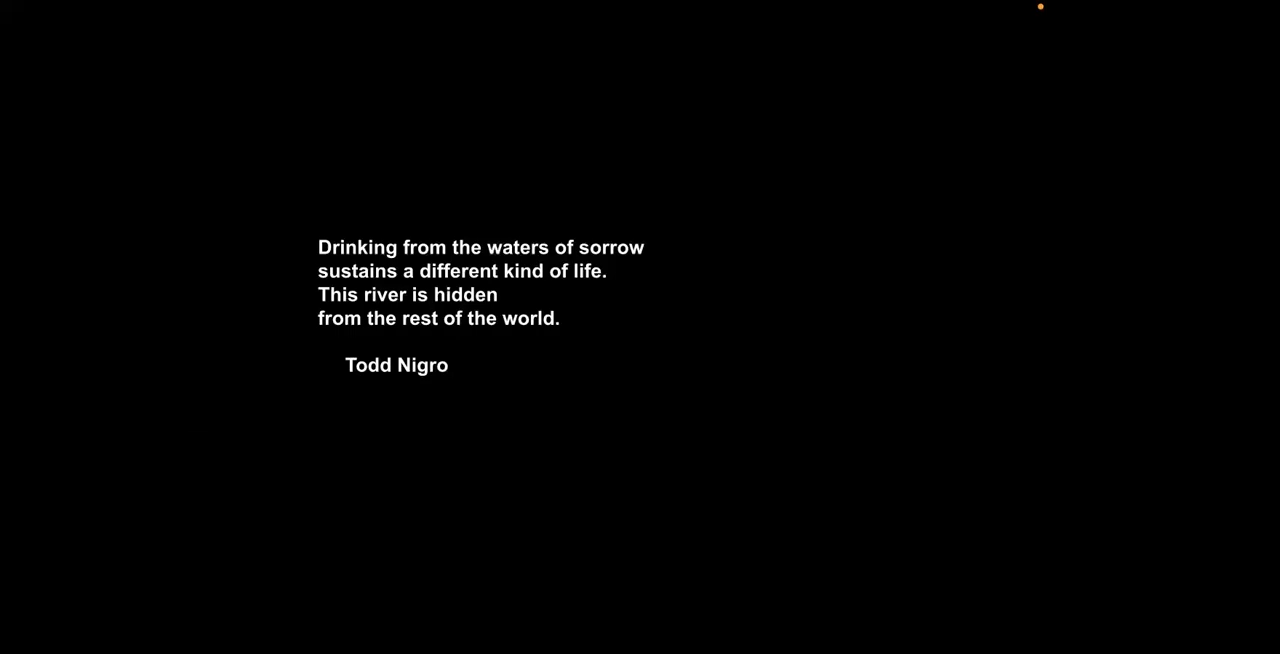 Drinking from the waters of sorrow
sustains a different kind of life.
This river is hidden
from the rest of the world.
Todd Nigro